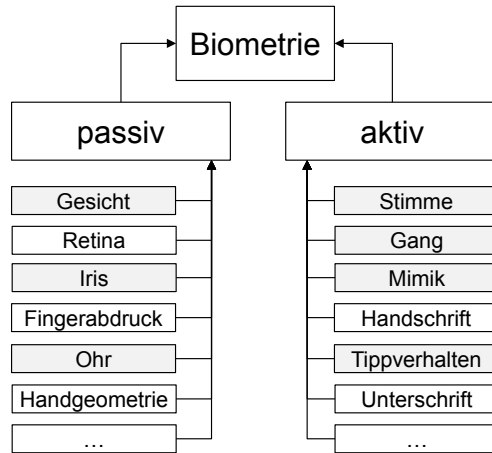 Biometrie
passiv
aktiv
Gesicht
Retina
Iris
Fingerabdruck
Ohr
Handgeometrie
…
Stimme
Gang
Mimik
Handschrift
Tippverhalten
Unterschrift
…